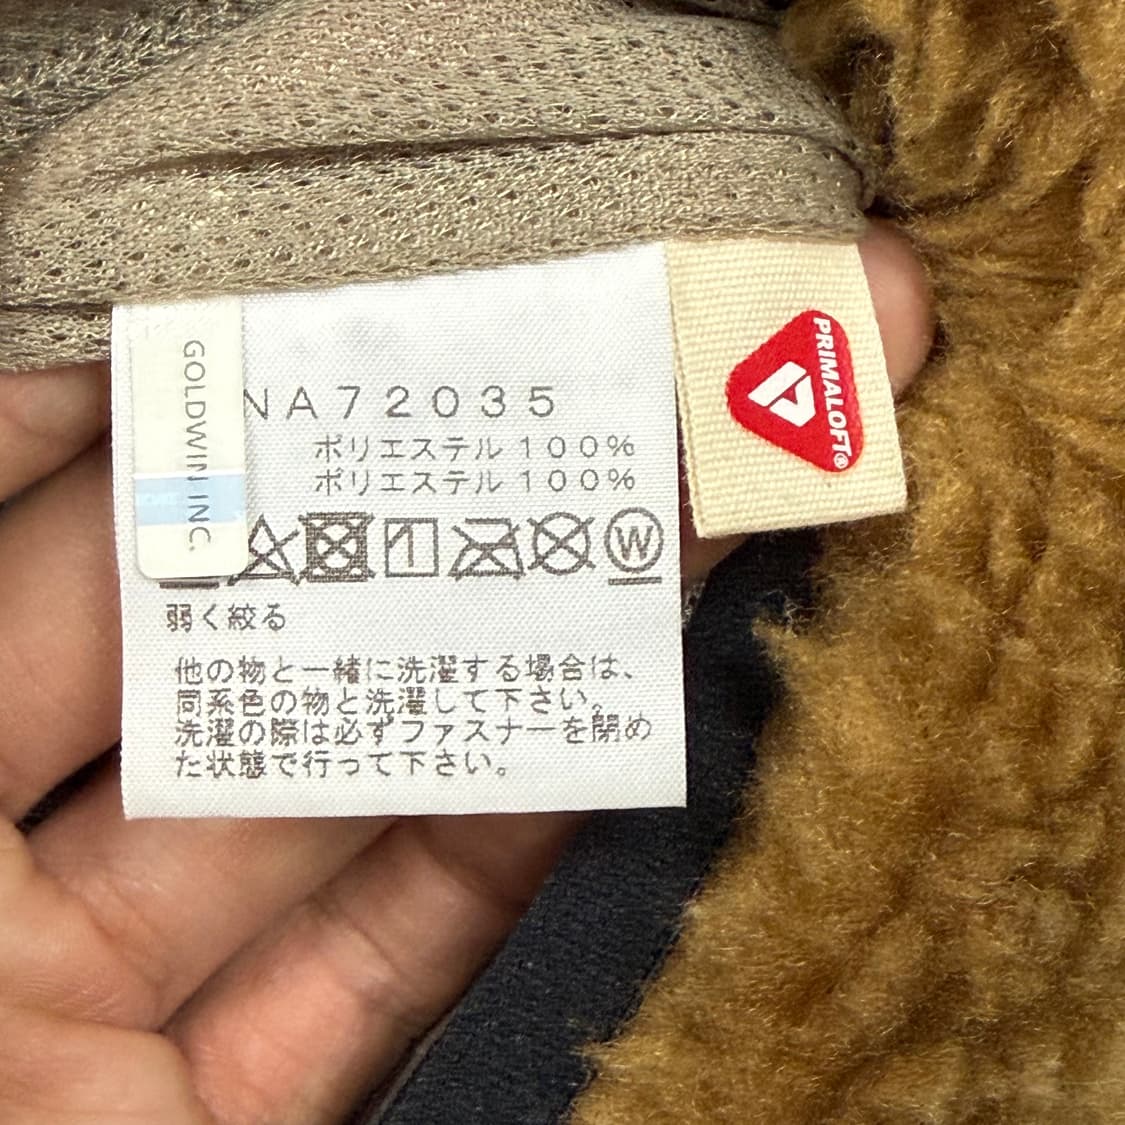 GOLDWIN INC.
NA72035
ポリエステル100%
ポリエステル100%
W
弱く絞る
他の物と一緒に洗濯する場合は、
同系色の物と洗濯して下さい。
洗濯の際は必ずファスナーを閉め
た状態で行って下さい。
PRIMALOFT®